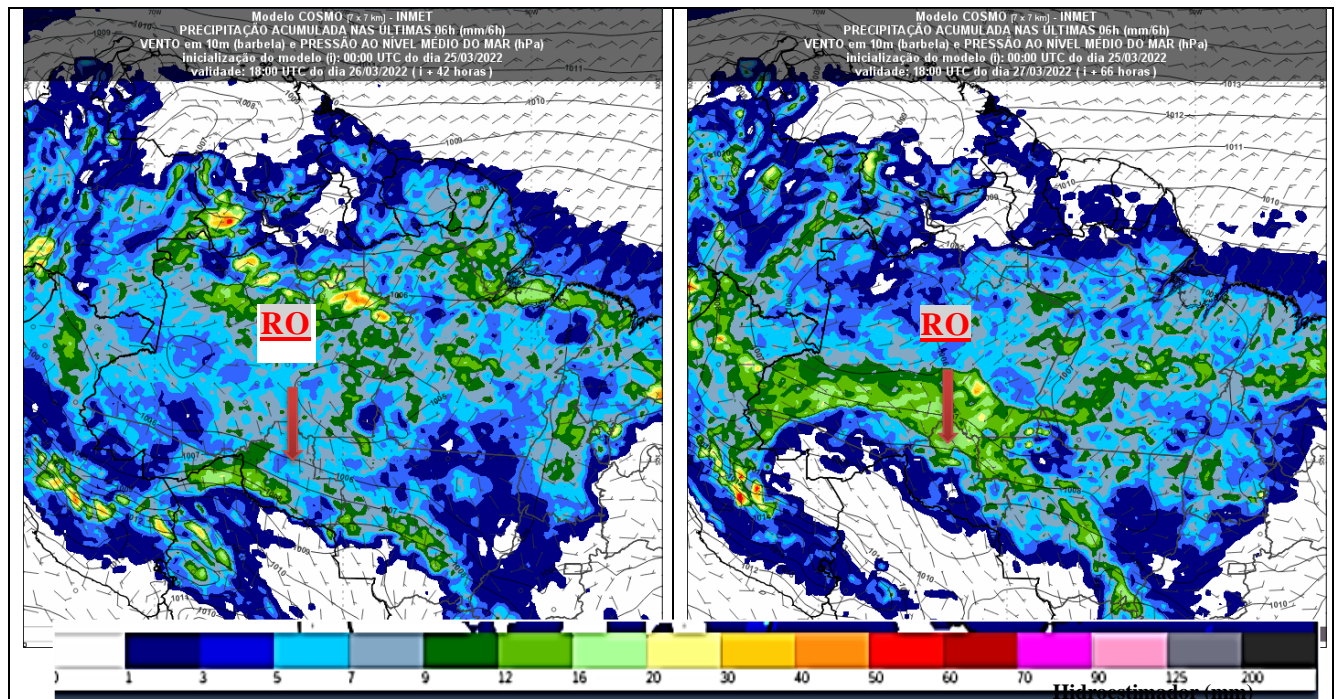 Modelo COSMO [7 x 7 km] - INMET
PRECIPITAÇÃO ACUMULADA NAS ÚLTIMAS 06h (mm/6h)
VENTO em 10m (barbela) e PRESSÃO AO NÍVEL MÉDIO DO MAR (hPa)
inicialização do modelo (i): 00:00 UTC do dia 25/03/2022
validade: 18:00 UTC do dia 26/03/2022 ( i + 42 horas )
RO
Modelo COSMO [7 x 7 km] - INMET
PRECIPITAÇÃO ACUMULADA NAS ÚLTIMAS 06h (mm/6h)
VENTO em 10m (barbela) e PRESSÃO AO NÍVEL MÉDIO DO MAR (hPa)
inicialização do modelo (i): 00:00 UTC do dia 25/03/2022
validade: 18:00 UTC do dia 27/03/2022 ( i + 66 horas )
RO
0 1 3 5 7 9 12 16 20 30 40 50 60 70 90 125 200
Hidroestimador (mm)